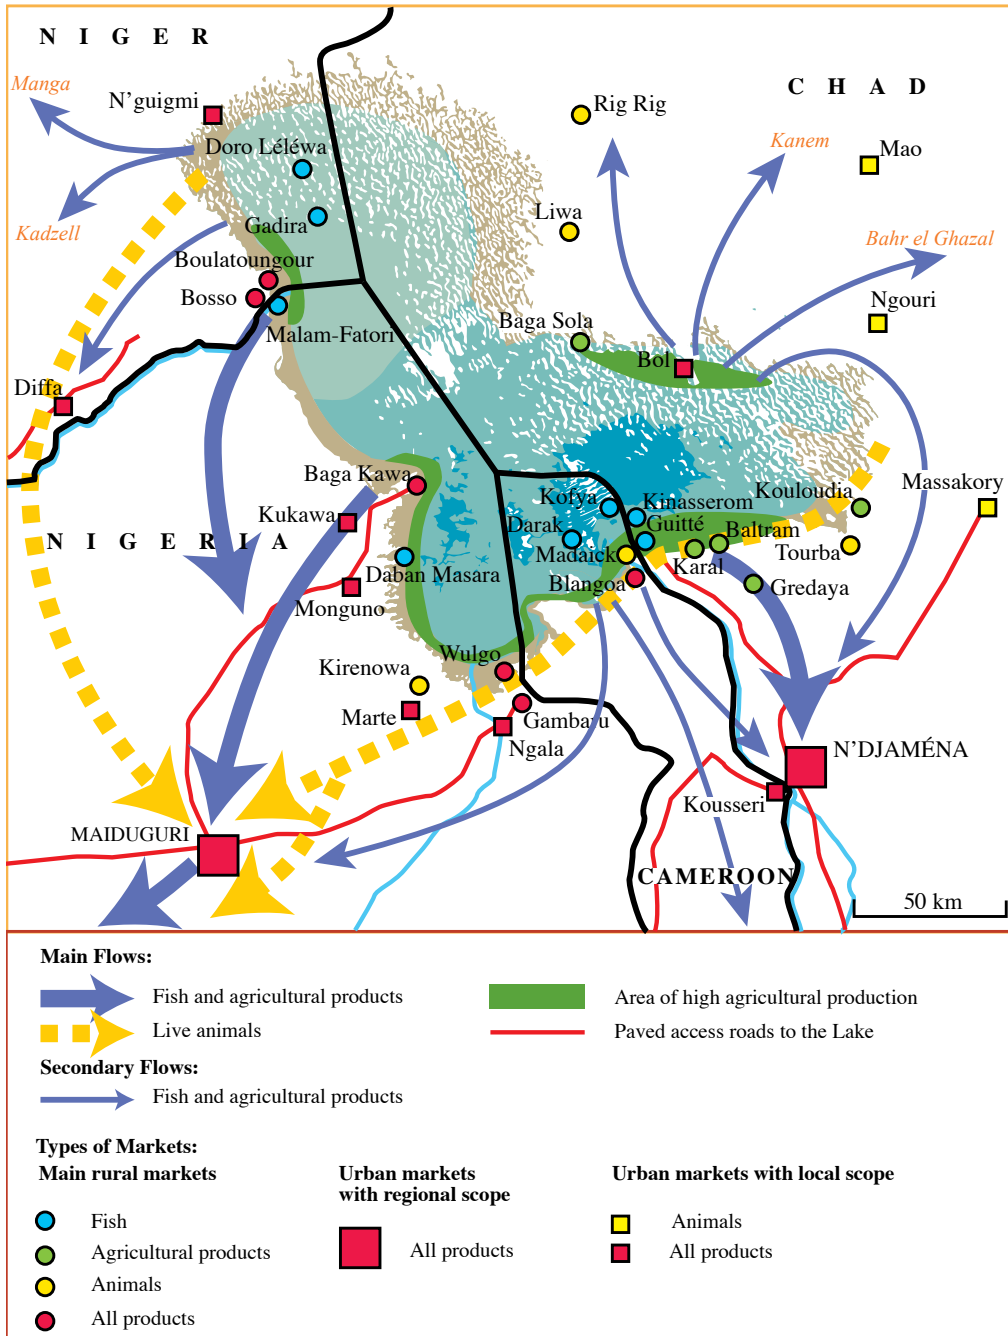 NIGER
CHAD
Manga
N'guigmi
Rig Rig
Doro Léléwa
Kanem
Mao
Kadzell
Gadira
Liwa
Bahr el Ghazal
Boulatoungour
Bosso
Ngouri
Malam-Fatori
Baga Sola
Bol
Diffa
Baga Kawa
Kofya
Kinasserom
Kouloudia
Massakory
Kukawa
Darak
Guitté
Baltram
NIGERIA
Madaick
Karal
Tourba
Daban Masara
Blangoa
Gredaya
Monguno
Wulgo
Kirenowa
Marte
Gambaru
Ngala
N'DJAMÉNA
Kousseri
MAIDUGURI
CAMEROON
50 km
Main Flows:
Fish and agricultural products
Area of high agricultural production
Live animals
Paved access roads to the Lake
Secondary Flows:
Fish and agricultural products
Types of Markets:
Main rural markets
Fish
Agricultural products
Animals
All products
Urban markets
with regional scope
All products
Urban markets with local scope
Animals
All products